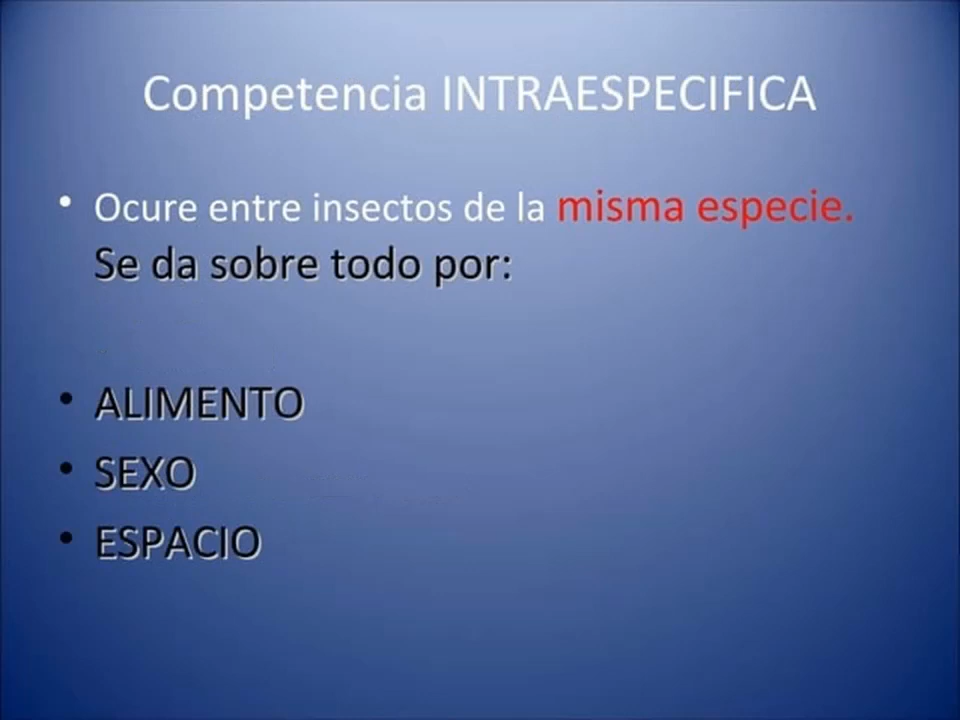 Competencia INTRAESPECIFICA
• Ocure entre insectos de la misma especie.
Se da sobre todo por:
• ALIMENTO
• SEXO
• ESPACIO